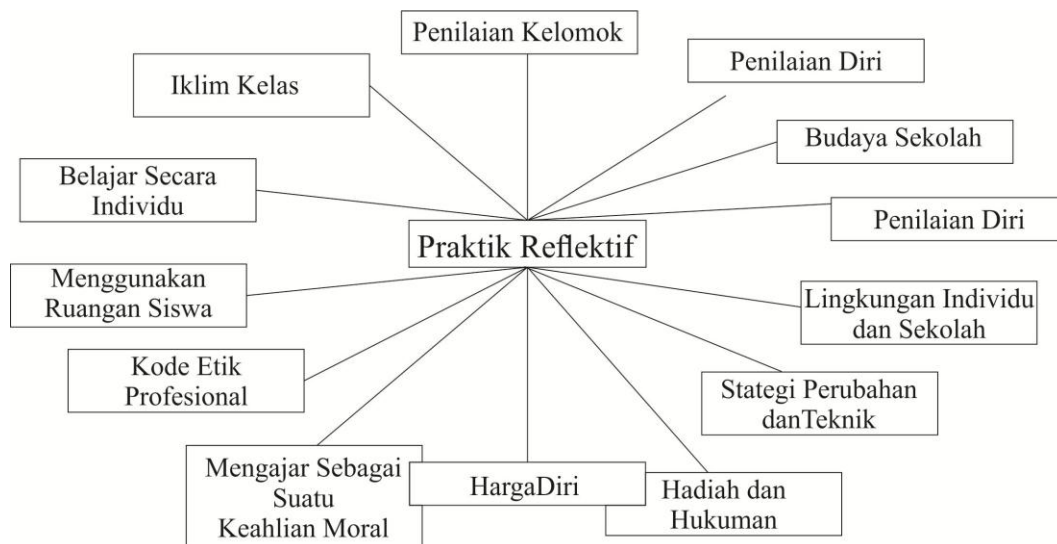 Penilaian Kelomok
Penilaian Diri
Iklim Kelas
Budaya Sekolah
Belajar Secara
Individu
Penilaian Diri
Praktik Reflektif
Menggunakan
Ruangan Siswa
Lingkungan Individu
dan Sekolah
Kode Etik
Profesional
Stategi Perubahan
danTeknik
Mengajar Sebagai
Suatu
Keahlian Moral
HargaDiri
Hadiah dan
Hukuman